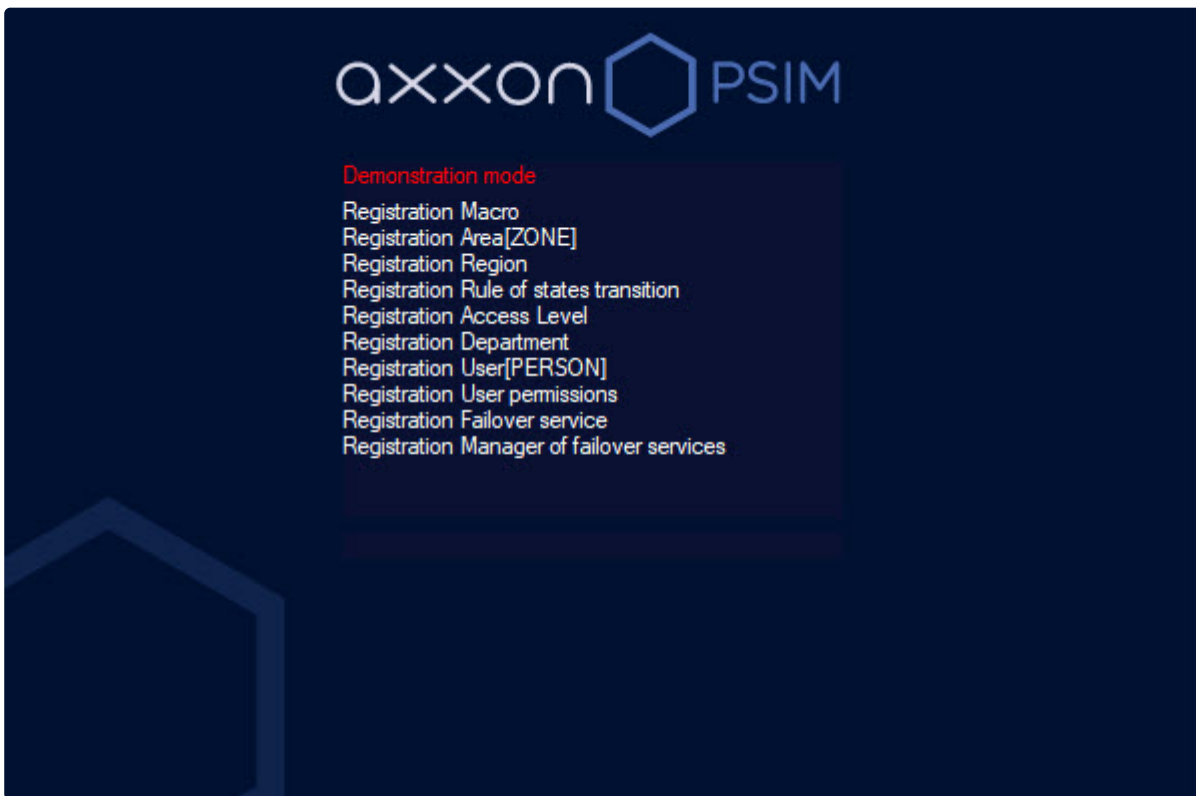 axxon PSIM
Demonstration mode
Registration Macro
Registration Area[ZONE]
Registration Region
Registration Rule of states transition
Registration Access Level
Registration Department
Registration User[PERSON]
Registration User permissions
Registration Failover service
Registration Manager of failover services